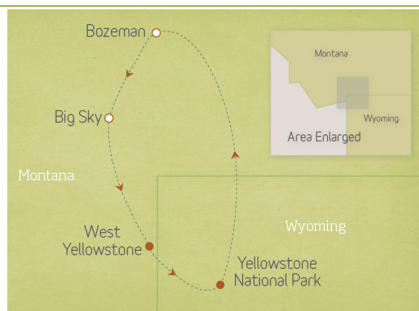 Bozeman
Montana
Wyoming
Area Enlarged
Big Sky
Montana
West
Yellowstone
Wyoming
Yellowstone
National Park